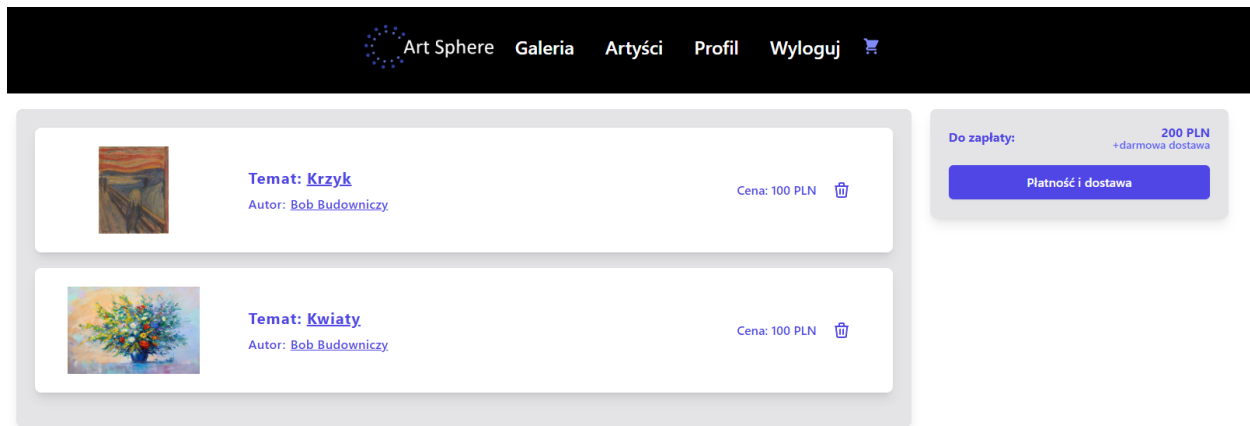 Art Sphere Galeria Artyści Profil Wyloguj
Temat: Krzyk
Autor: Bob Budowniczy
Cena: 100 PLN
Temat: Kwiaty
Autor: Bob Budowniczy
Cena: 100 PLN
Do zapłaty:
200 PLN
+darmowa dostawa
Płatność i dostawa